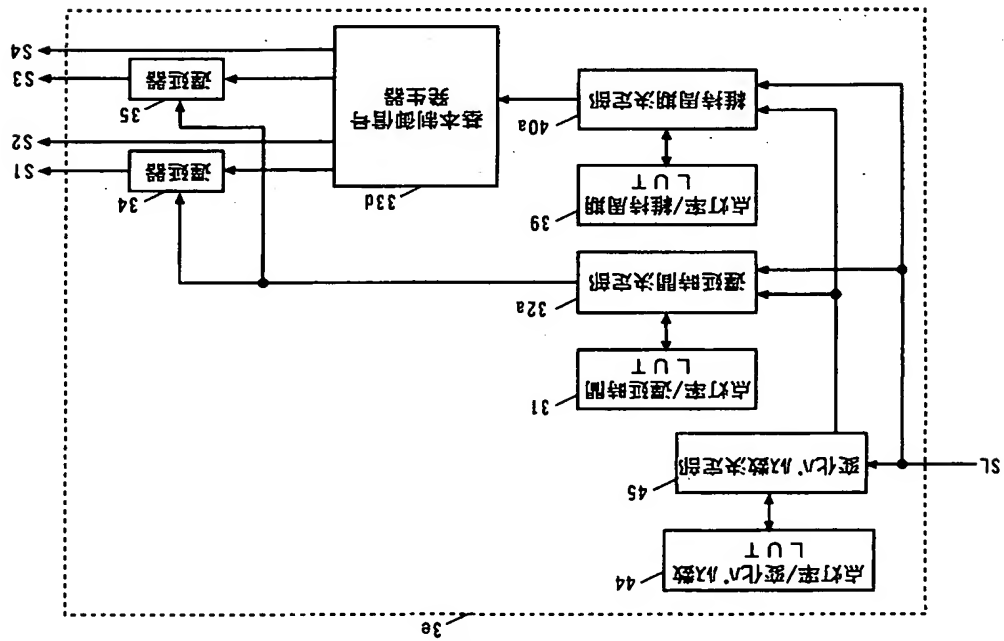 3e
44
点灯率/変化パルス数
LUT
45
変化パルス数決定部
SL
31
点灯率/遅延時間
LUT
32a
遅延時間決定部
39
点灯率/維持周期
LUT
40a
維持周期決定部
33d
基本制御信号
発生器
34
遅延器
S1
S2
35
遅延器
S3
S4